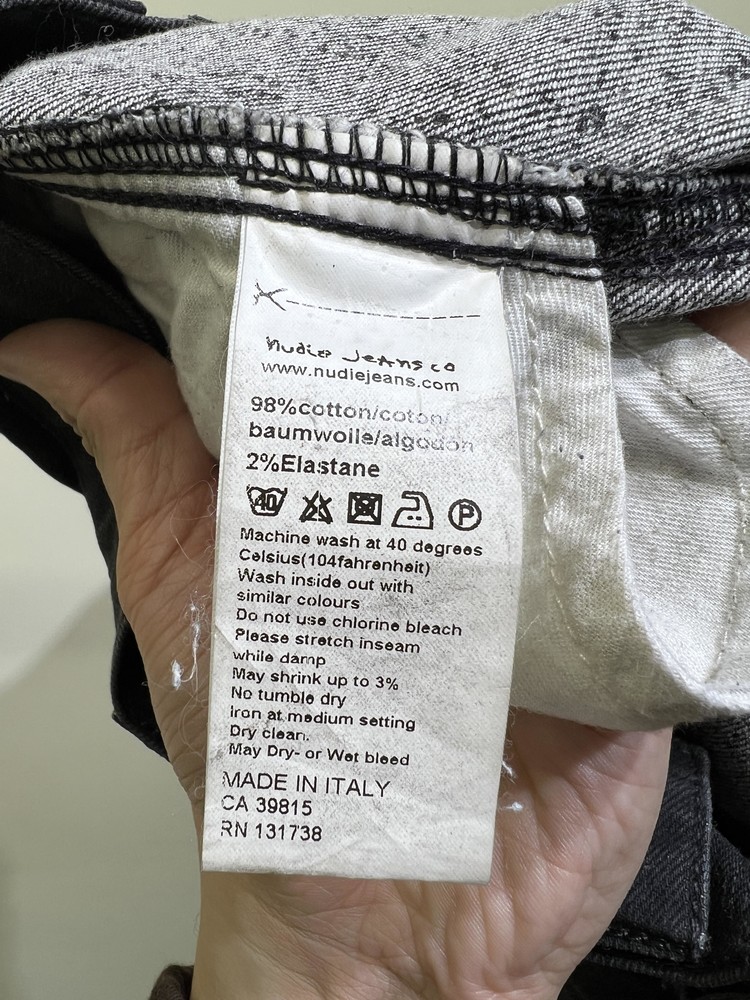 nudie jeans co
www.nudiejeans.com
98%cotton/coton/
baumwolle/algodon
2%Elastane
40 P
Machine wash at 40 degrees
Celsius(104fahrenheit)
Wash inside out with
similar colours
Do not use chlorine bleach
Please stretch inseam
while damp
May shrink up to 3%
No tumble dry
Iron at medium setting
Dry clean.
May Dry- or Wet bleed
MADE IN ITALY
CA 39815
RN 131738